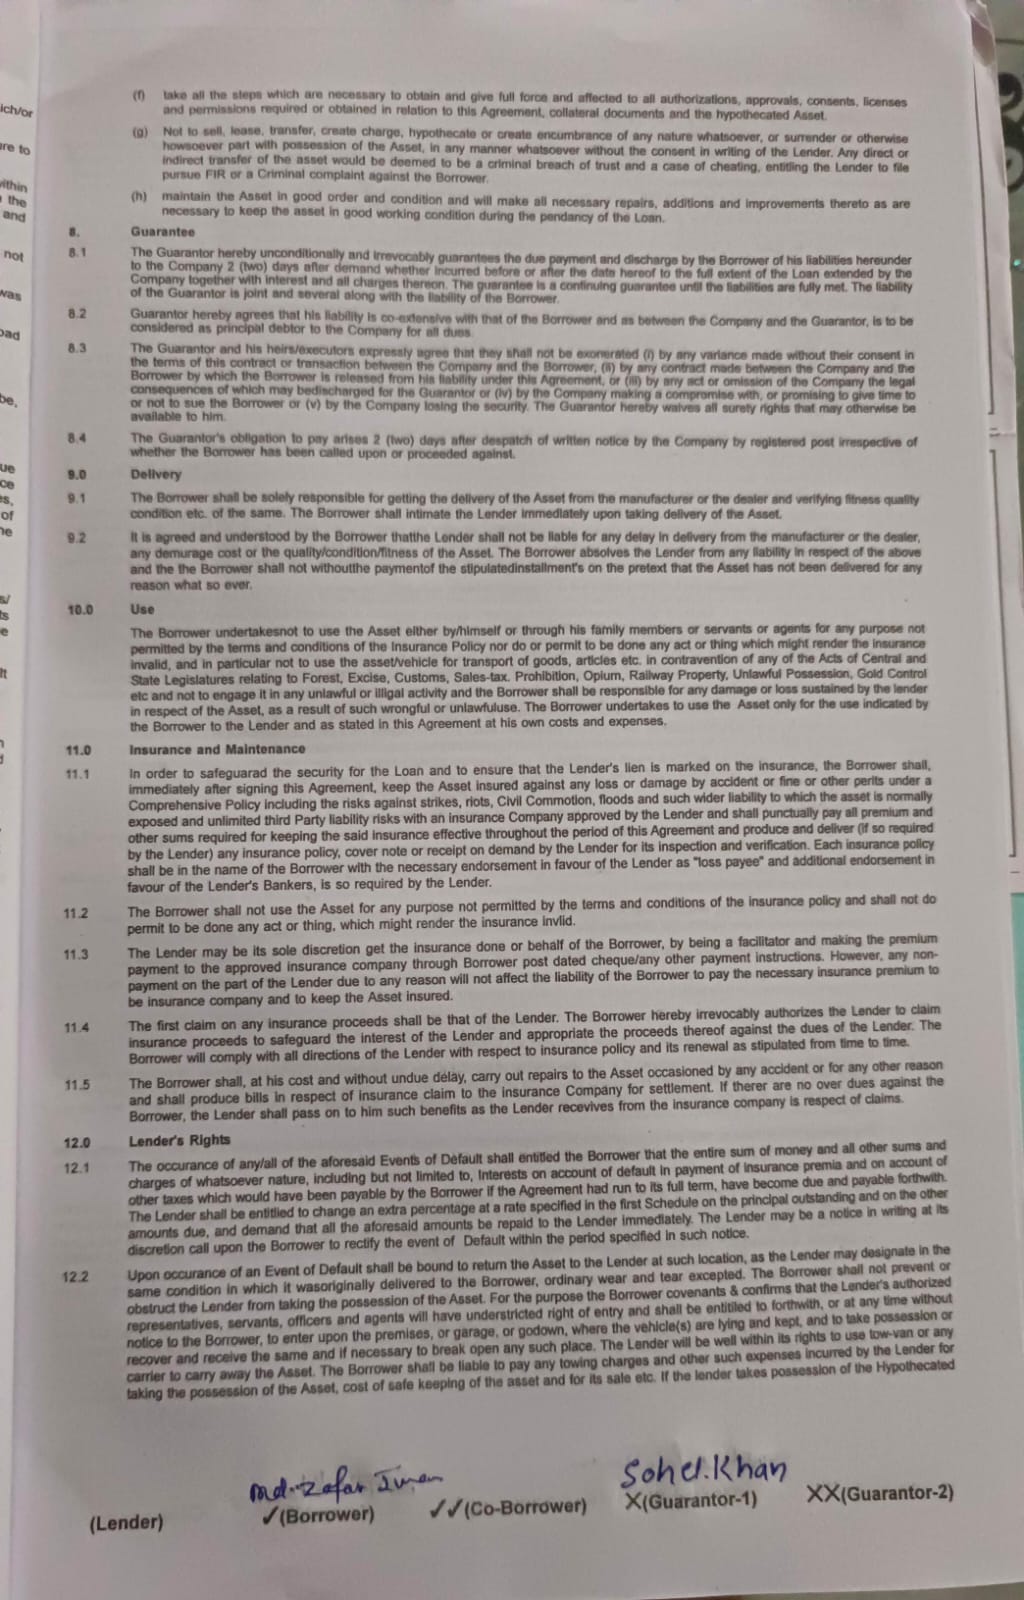 ich/or
are to
within
the
and
not
was
oad
be,
ue
ce
es,
of
ne
s/
ts
e
lt
(f) take all the steps which are necessary to obtain and give full force and affected to all authorizations, approvals, consents, licenses
and permissions required or obtained in relation to this Agreement, collateral documents and the hypothecated Asset.
(g) Not to sell, lease, transfer, create charge, hypothecate or create encumbrance of any nature whatsoever, or surrender or otherwise
howsoever part with possession of the Asset, in any manner whatsoever without the consent in writing of the Lender. Any direct or
indirect transfer of the asset would be deemed to be a criminal breach of trust and a case of cheating, entitling the Lender to file
pursue FIR or a Criminal complaint against the Borrower.
(h) maintain the Asset in good order and condition and will make all necessary repairs, additions and improvements thereto as are
necessary to keep the asset in good working condition during the pendancy of the Loan.
8. Guarantee
8.1 The Guarantor hereby unconditionally and irrevocably guarantees the due payment and discharge by the Borrower of his liabilities hereunder
to the Company 2 (two) days after demand whether incurred before or after the date hereof to the full extent of the Loan extended by the
Company together with interest and all charges thereon. The guarantee is a continuing guarantee until the liabilities are fully met. The liability
of the Guarantor is joint and several along with the liability of the Borrower.
8.2 Guarantor hereby agrees that his liability is co-extensive with that of the Borrower and as between the Company and the Guarantor, is to be
considered as principal debtor to the Company for all dues.
8.3 The Guarantor and his heirs/executors expressly agree that they shall not be exonerated (i) by any variance made without their consent in
the terms of this contract or transaction between the Company and the Borrower, (ii) by any contract made between the Company and the
Borrower by which the Borrower is released from his liability under this Agreement, or (iii) by any act or omission of the Company the legal
consequences of which may bedischarged for the Guarantor or (iv) by the Company making a compromise with, or promising to give time to
or not to sue the Borrower or (v) by the Company losing the security. The Guarantor hereby waives all surety rights that may otherwise be
available to him.
8.4 The Guarantor's obligation to pay arises 2 (two) days after despatch of written notice by the Company by registered post irrespective of
whether the Borrower has been called upon or proceeded against.
9.0 Delivery
9.1 The Borrower shall be solely responsible for getting the delivery of the Asset from the manufacturer or the dealer and verifying fitness quality
condition etc. of the same. The Borrower shall intimate the Lender immediately upon taking delivery of the Asset.
9.2 It is agreed and understood by the Borrower thatthe Lender shall not be liable for any delay in delivery from the manufacturer or the dealer,
any demurage cost or the quality/condition/fitness of the Asset. The Borrower absolves the Lender from any liability in respect of the above
and the the Borrower shall not withoutthe paymentof the stipulatedinstallment's on the pretext that the Asset has not been delivered for any
reason what so ever.
10.0 Use
The Borrower undertakesnot to use the Asset either by/himself or through his family members or servants or agents for any purpose not
permitted by the terms and conditions of the Insurance Policy nor do or permit to be done any act or thing which might render the insurance
invalid, and in particular not to use the asset/vehicle for transport of goods, articles etc. in contravention of any of the Acts of Central and
State Legislatures relating to Forest, Excise, Customs, Sales-tax. Prohibition, Opium, Railway Property, Unlawful Possession, Gold Control
etc and not to engage it in any unlawful or illigal activity and the Borrower shall be responsible for any damage or loss sustained by the lender
in respect of the Asset, as a result of such wrongful or unlawfuluse. The Borrower undertakes to use the Asset only for the use indicated by
the Borrower to the Lender and as stated in this Agreement at his own costs and expenses.
11.0 Insurance and Maintenance
11.1 In order to safeguarad the security for the Loan and to ensure that the Lender's lien is marked on the insurance, the Borrower shall,
immediately after signing this Agreement, keep the Asset insured against any loss or damage by accident or fine or other perits under a
Comprehensive Policy including the risks against strikes, riots, Civil Commotion, floods and such wider liability to which the asset is normally
exposed and unlimited third Party liability risks with an insurance Company approved by the Lender and shall punctually pay all premium and
other sums required for keeping the said insurance effective throughout the period of this Agreement and produce and deliver (if so required
by the Lender) any insurance policy, cover note or receipt on demand by the Lender for its inspection and verification. Each insurance policy
shall be in the name of the Borrower with the necessary endorsement in favour of the Lender as "loss payee" and additional endorsement in
favour of the Lender's Bankers, is so required by the Lender.
11.2 The Borrower shall not use the Asset for any purpose not permitted by the terms and conditions of the insurance policy and shall not do
permit to be done any act or thing, which might render the insurance invlid.
11.3 The Lender may be its sole discretion get the insurance done or behalf of the Borrower, by being a facilitator and making the premium
payment to the approved insurance company through Borrower post dated cheque/any other payment instructions. However, any non-
payment on the part of the Lender due to any reason will not affect the liability of the Borrower to pay the necessary insurance premium to
be insurance company and to keep the Asset insured.
11.4 The first claim on any insurance proceeds shall be that of the Lender. The Borrower hereby irrevocably authorizes the Lender to claim
insurance proceeds to safeguard the interest of the Lender and appropriate the proceeds thereof against the dues of the Lender. The
Borrower will comply with all directions of the Lender with respect to insurance policy and its renewal as stipulated from time to time.
11.5 The Borrower shall, at his cost and without undue delay, carry out repairs to the Asset occasioned by any accident or for any other reason
and shall produce bills in respect of insurance claim to the Insurance Company for settlement. If therer are no over dues against the
Borrower, the Lender shall pass on to him such benefits as the Lender recevives from the insurance company is respect of claims.
12.0 Lender's Rights
12.1 The occurance of any/all of the aforesaid Events of Default shall entitled the Borrower that the entire sum of money and all other sums and
charges of whatsoever nature, including but not limited to, Interests on account of default in payment of Insurance premia and on account of
other taxes which would have been payable by the Borrower if the Agreement had run to its full term, have become due and payable forthwith.
The Lender shall be entitlied to change an extra percentage at a rate specified in the first Schedule on the principal outstanding and on the other
amounts due, and demand that all the aforesaid amounts be repaid to the Lender immediately. The Lender may be a notice in writing at its
discretion call upon the Borrower to rectify the event of Default within the period specified in such notice.
12.2 Upon occurance of an Event of Default shall be bound to return the Asset to the Lender at such location, as the Lender may designate in the
same condition in which it wasoriginally delivered to the Borrower, ordinary wear and tear excepted. The Borrower shall not prevent or
obstruct the Lender from taking the possession of the Asset. For the purpose the Borrower covenants & confirms that the Lender's authorized
representatives, servants, officers and agents will have understricted right of entry and shall be entitiled to forthwith, or at any time without
notice to the Borrower, to enter upon the premises, or garage, or godown, where the vehicle(s) are lying and kept, and to take possession or
recover and receive the same and if necessary to break open any such place. The Lender will be well within its rights to use tow-van or any
carrier to carry away the Asset. The Borrower shall be liable to pay any towing charges and other such expenses incurred by the Lender for
taking the possession of the Asset, cost of safe keeping of the asset and for its sale etc. If the lender takes possession of the Hypothecated
md. zafar Iman
Sohel.Khan
(Lender) ✓(Borrower) ✓✓(Co-Borrower) X(Guarantor-1) XX(Guarantor-2)